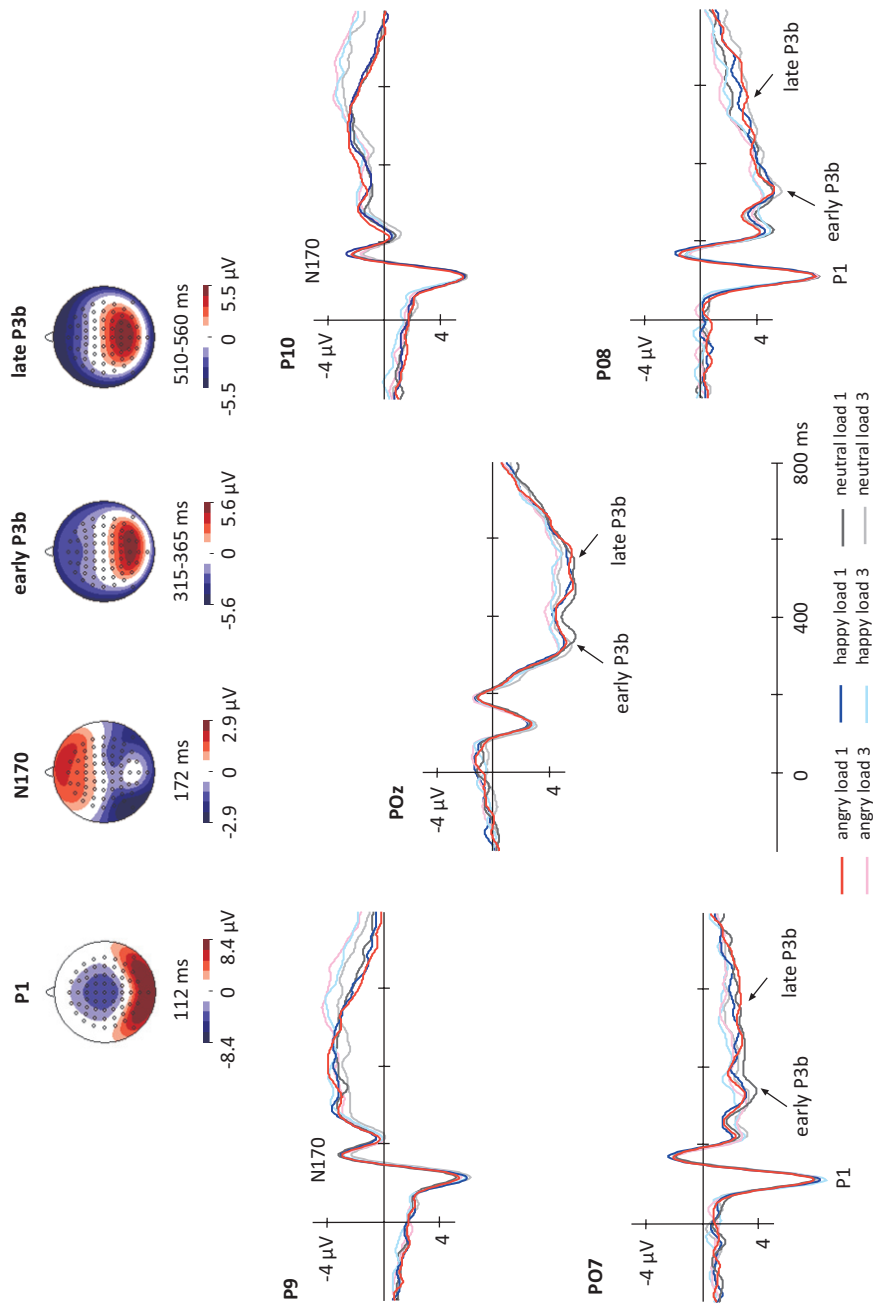 P1
N170
early P3b
late P3b
112 ms
172 ms
315-365 ms
510-560 ms
-8.4 0 8.4 µV
-2.9 0 2.9 µV
-5.6 0 5.6 µV
-5.5 0 5.5 µV
P9
-4 µV
4
N170
POz
-4 µV
4
early P3b
late P3b
P10
-4 µV
4
N170
PO7
-4 µV
4
P1
early P3b
late P3b
P08
-4 µV
4
P1
early P3b
late P3b
0 400 800 ms
angry load 1 happy load 1 neutral load 1
angry load 3 happy load 3 neutral load 3